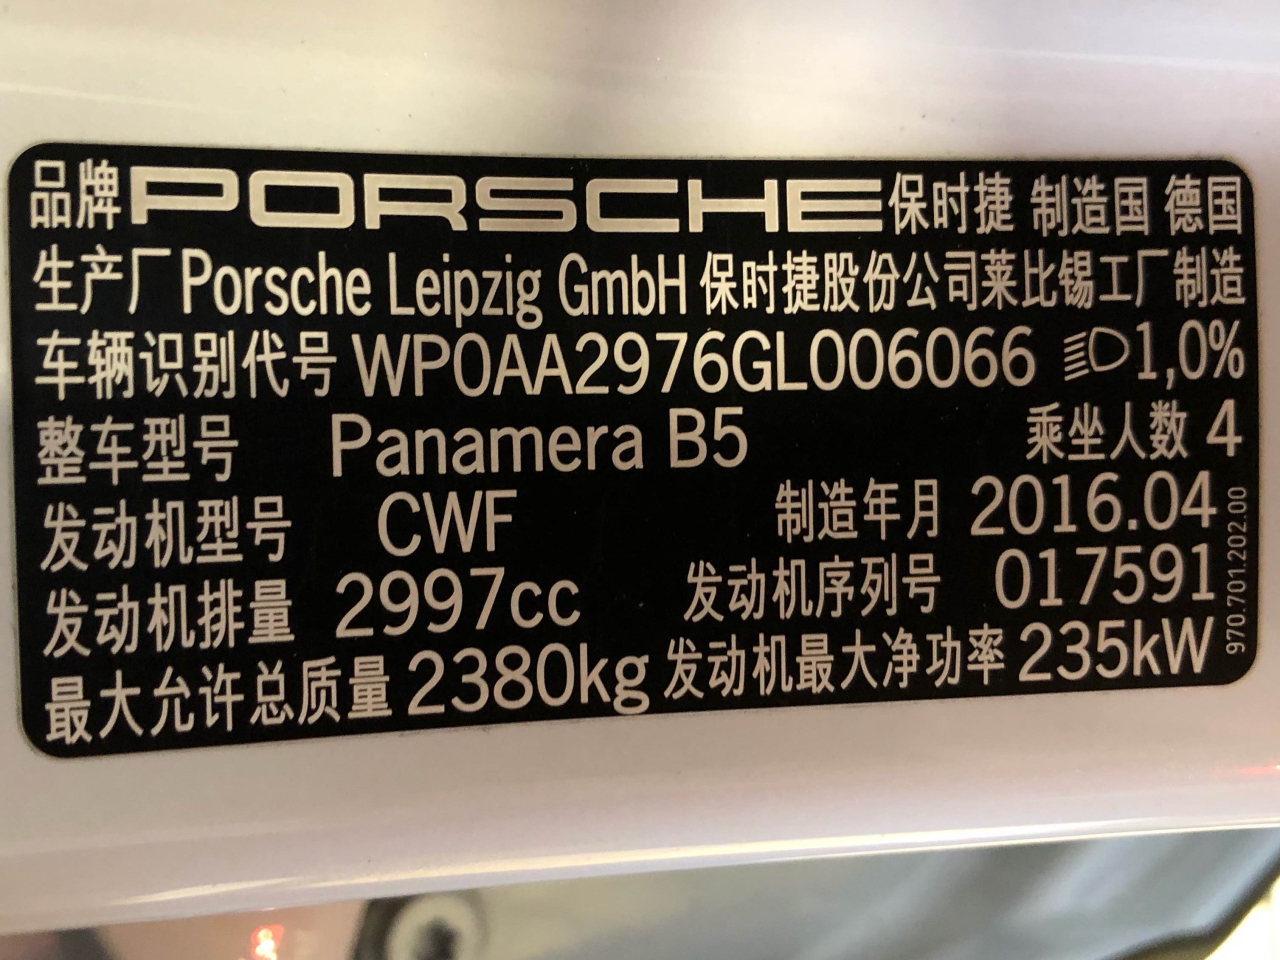 品牌 PORSCHE 保时捷 制造国 德国
生产厂 Porsche Leipzig GmbH 保时捷股份公司莱比锡工厂制造
车辆识别代号 WP0AA2976GL006066 1,0%
整车型号 Panamera B5 乘坐人数 4
发动机型号 CWF 制造年月 2016.04
发动机排量 2997cc 发动机序列号 017591
最大允许总质量 2380kg 发动机最大净功率 235kW
970.701.202.00